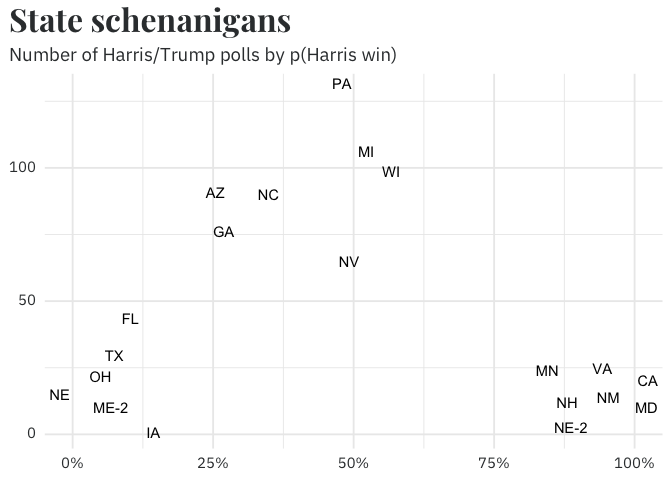 State schenanigans
Number of Harris/Trump polls by p(Harris win)
PA
MI
100
WI
AZ
NC
GA
NV
50
FL
TX
MN
VA
OH
CA
NE
NM
ME-2
NH
MD
NE-2
0
IA
0%
25%
50%
75%
100%